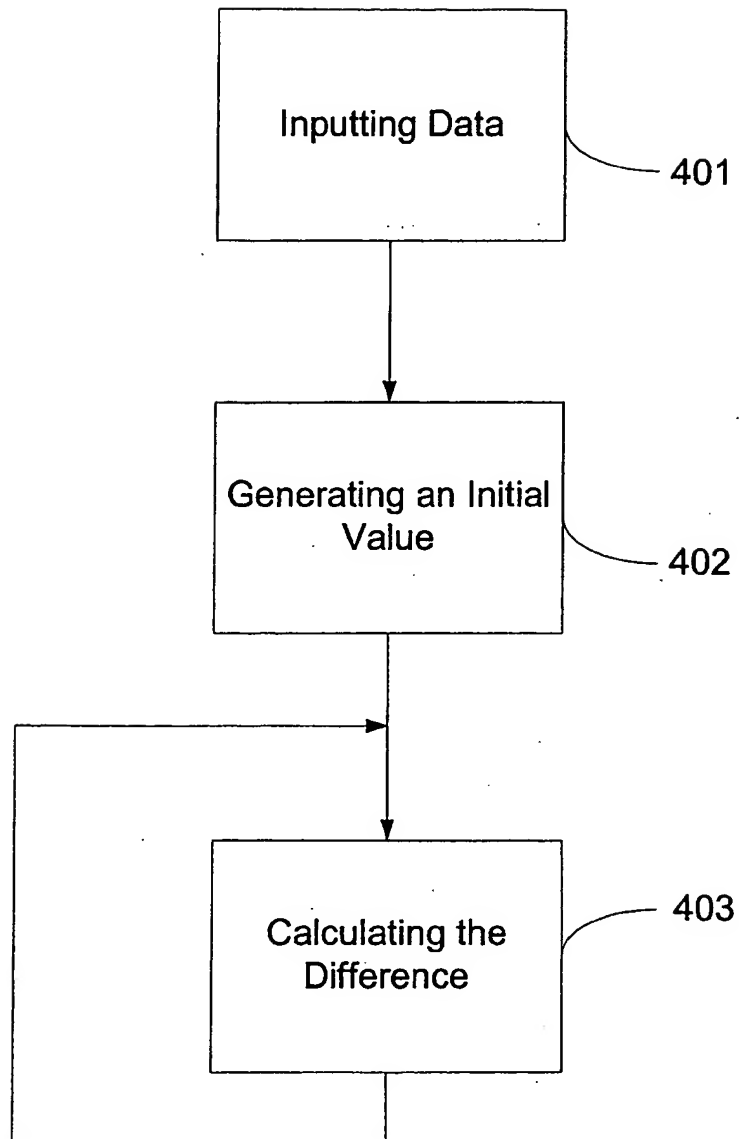 Inputting Data
401
Generating an Initial
Value
402
Calculating the
Difference
403